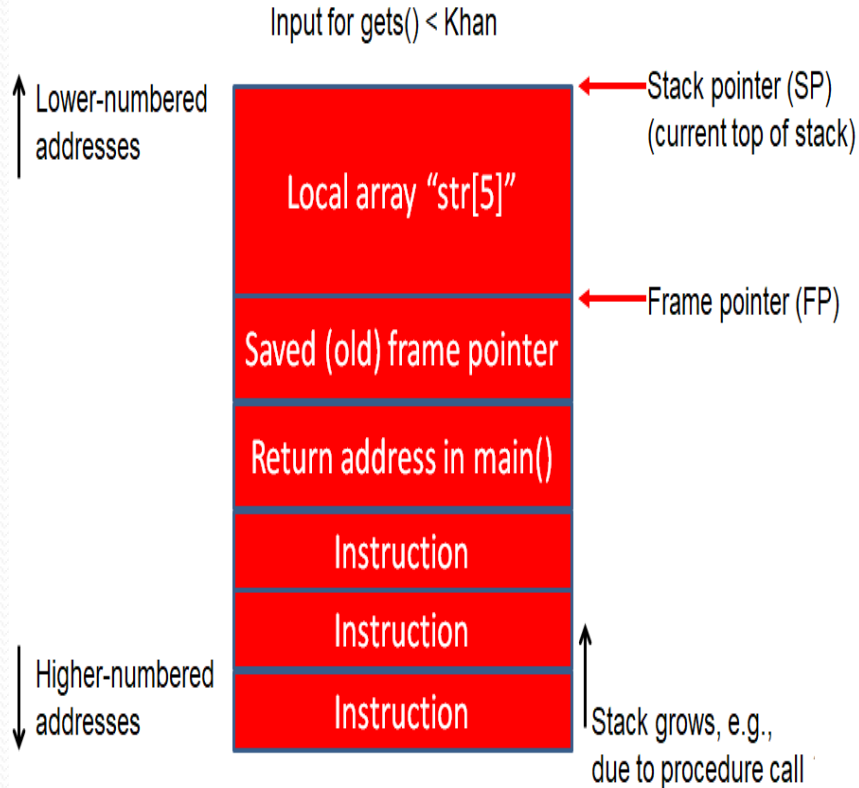 Input for gets() < Khan
Lower-numbered
addresses
Stack pointer (SP)
(current top of stack)
Local array “str[5]”
Frame pointer (FP)
Saved (old) frame pointer
Return address in main()
Instruction
Instruction
Higher-numbered
addresses
Instruction
Stack grows, e.g.,
due to procedure call